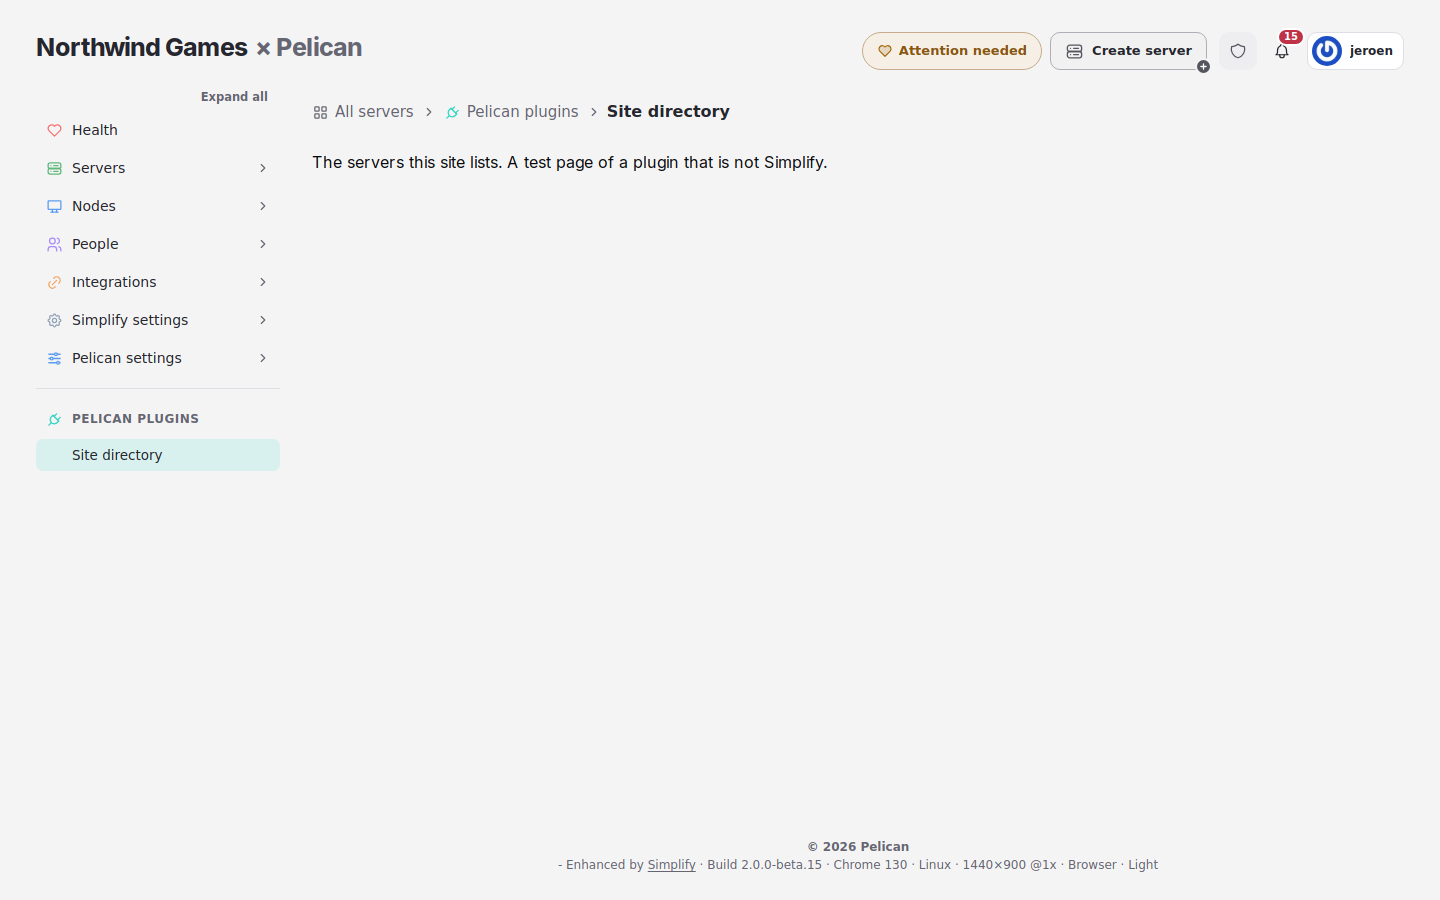 Northwind Games × Pelican
Attention needed
Create server
15
jeroen
Expand all
Health
Servers
Nodes
People
Integrations
Simplify settings
Pelican settings
PELICAN PLUGINS
Site directory
All servers > Pelican plugins > Site directory
The servers this site lists. A test page of a plugin that is not Simplify.
© 2026 Pelican
- Enhanced by Simplify · Build 2.0.0-beta.15 · Chrome 130 · Linux · 1440×900 @1x · Browser · Light